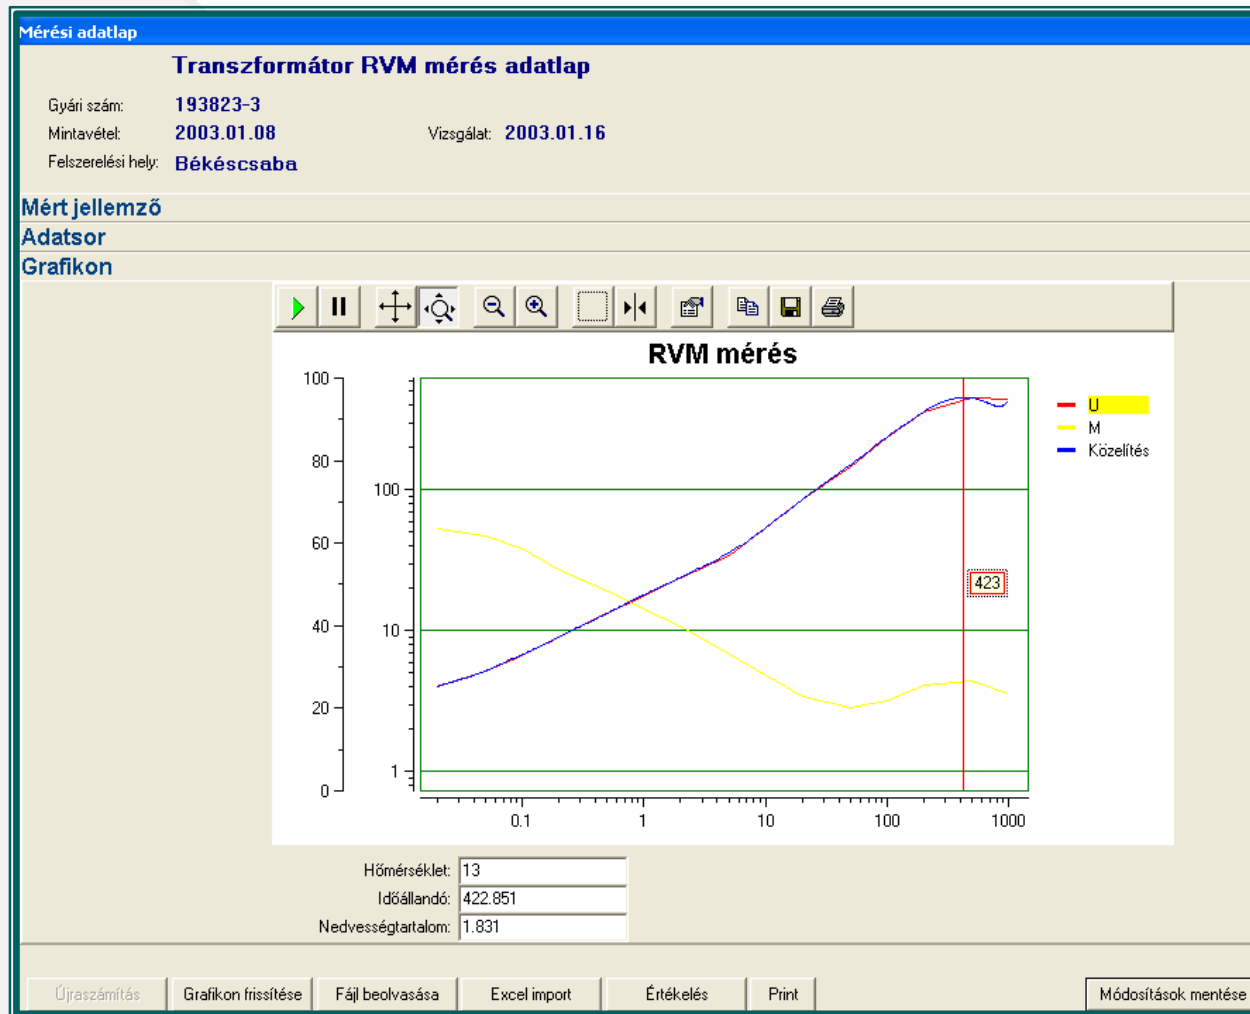 Mérési adatlap
Transzformátor RVM mérés adatlap
Gyári szám: 193823-3
Mintavétel: 2003.01.08 Vizsgálat: 2003.01.16
Felszerelési hely: Békéscsaba
Mért jellemző
Adatsor
Grafikon
RVM mérés
100
80
60
40
20
0
100
10
1
U
M
Közelítés
423
0.1 1 10 100 1000
Hőmérséklet: 13
Időállandó: 422.851
Nedvességtartalom: 1.831
Újraszámítás Grafikon frissítése Fájl beolvasása Excel import Értékelés Print Módosítások mentése